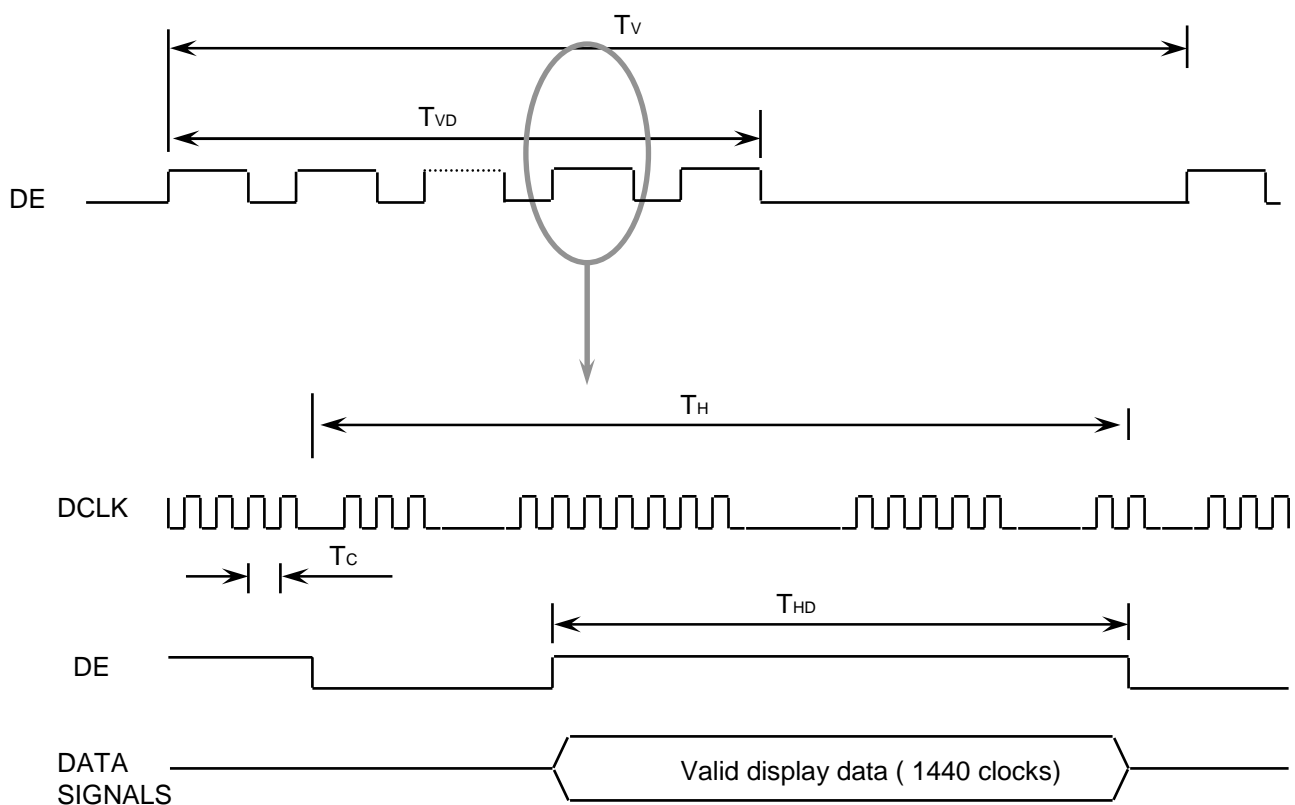 TV
TVD
DE
TH
DCLK
TC
THD
DE
DATA
SIGNALS
Valid display data ( 1440 clocks)